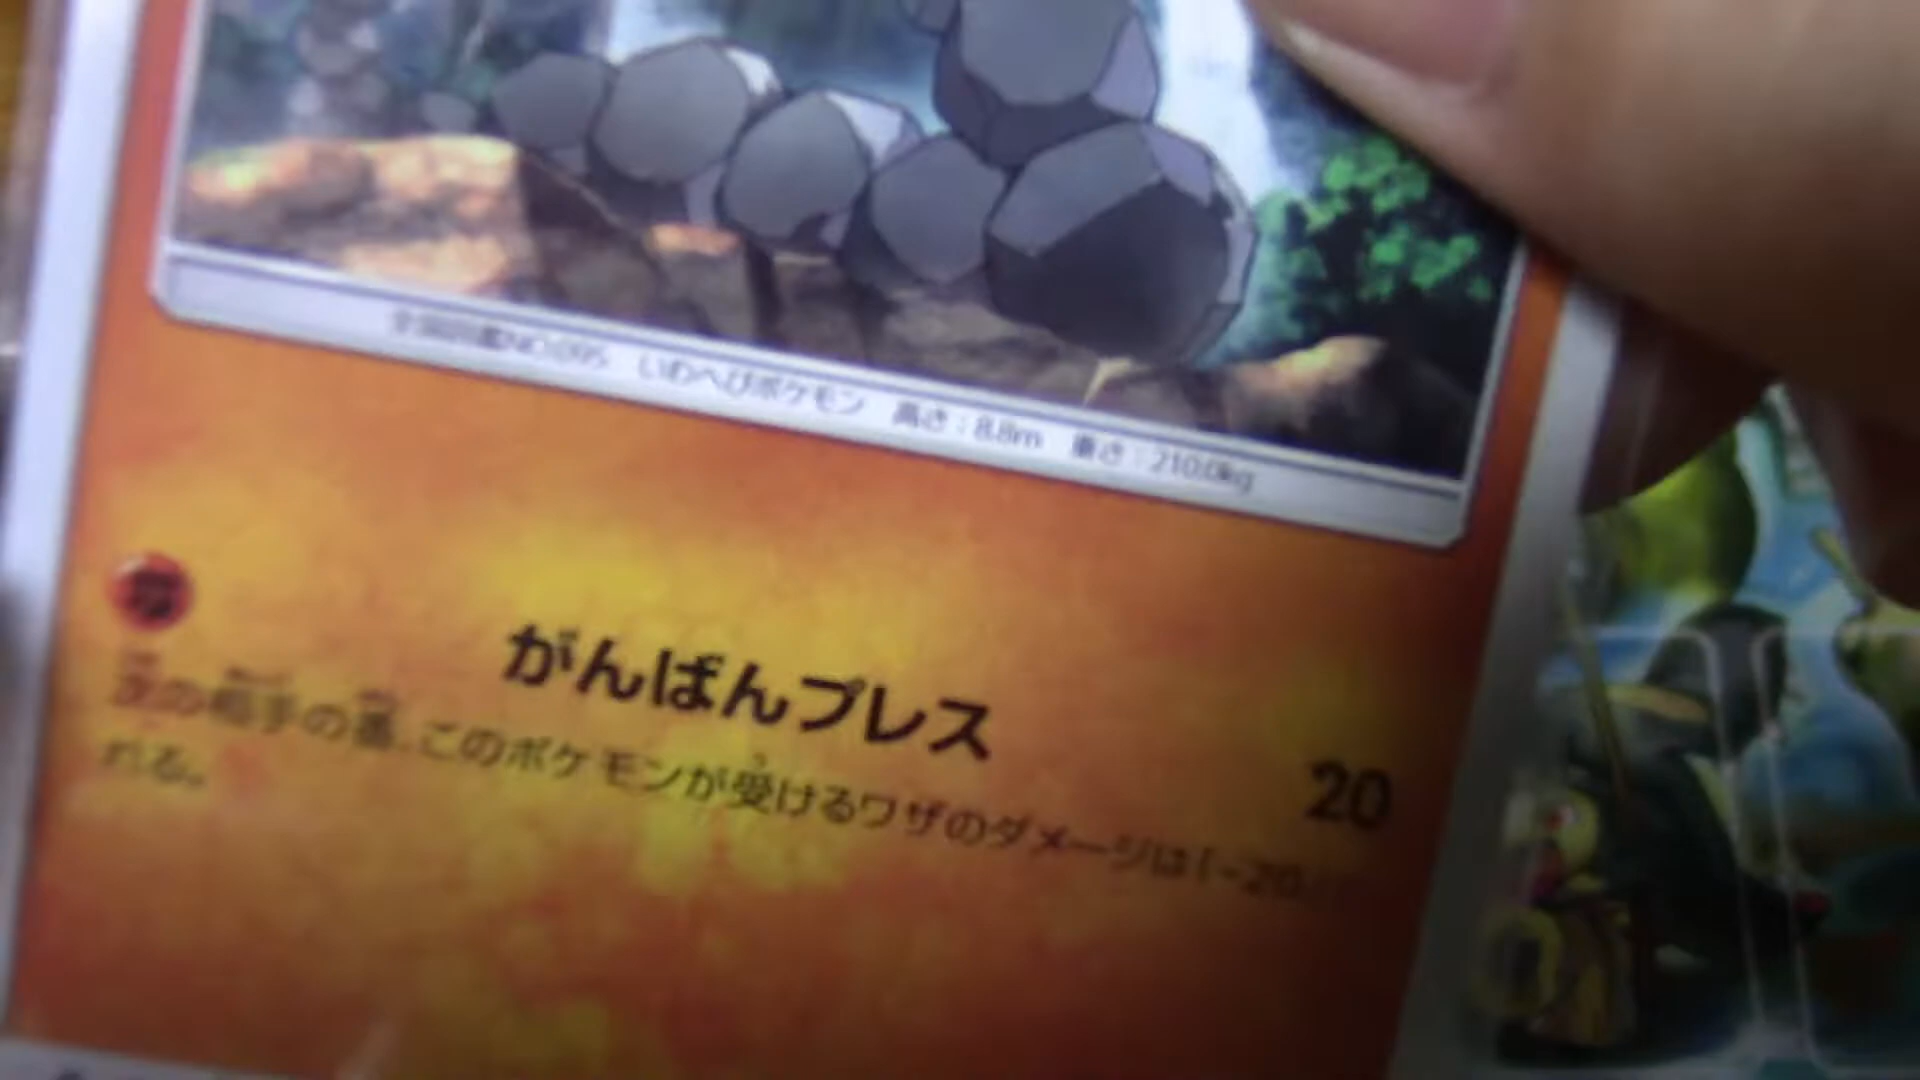 全国図鑑NO.095 いわへびポケモン 高さ：8.8m 重さ：210.0kg
がんばんプレス 20
次の相手の番、このポケモンが受けるワザのダメージは「-20
れる。